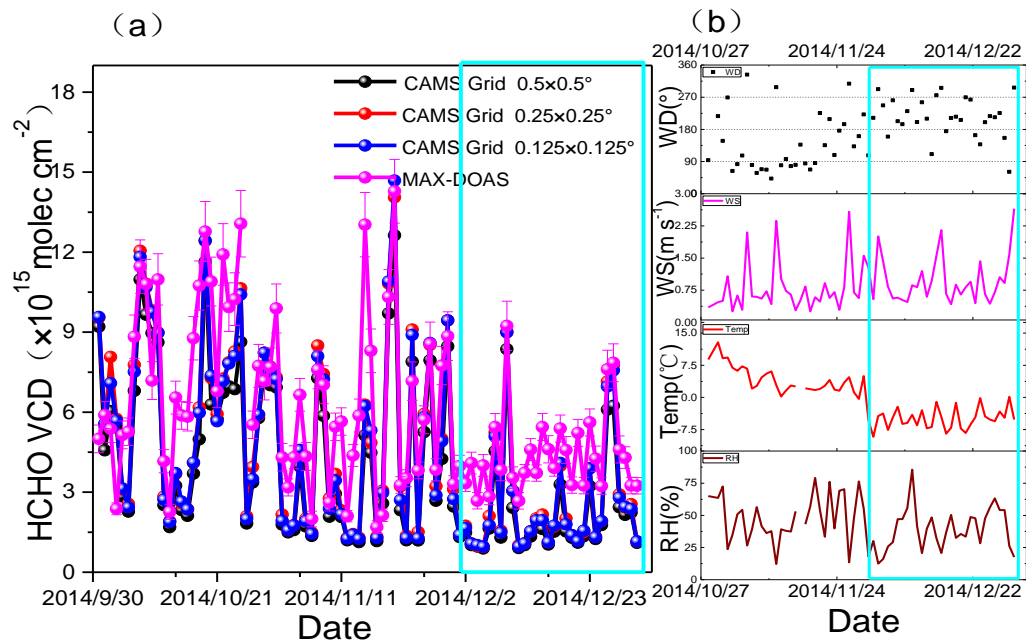 (a)
HCHO VCD (×10¹⁵ molec cm⁻²)
18
15
12
9
6
3
0
CAMS Grid 0.5×0.5°
CAMS Grid 0.25×0.25°
CAMS Grid 0.125×0.125°
MAX-DOAS
2014/9/30 2014/10/21 2014/11/11 2014/12/2 2014/12/23
Date
(b)
2014/10/27 2014/11/24 2014/12/22
WD(°)
360
270
180
90
WD
WS(m s⁻¹)
3.00
2.25
1.50
0.75
0.00
WS
Temp(℃)
15.0
7.5
0.0
-7.5
Temp
RH(%)
100
75
50
25
0
RH
2014/10/27 2014/11/24 2014/12/22
Date